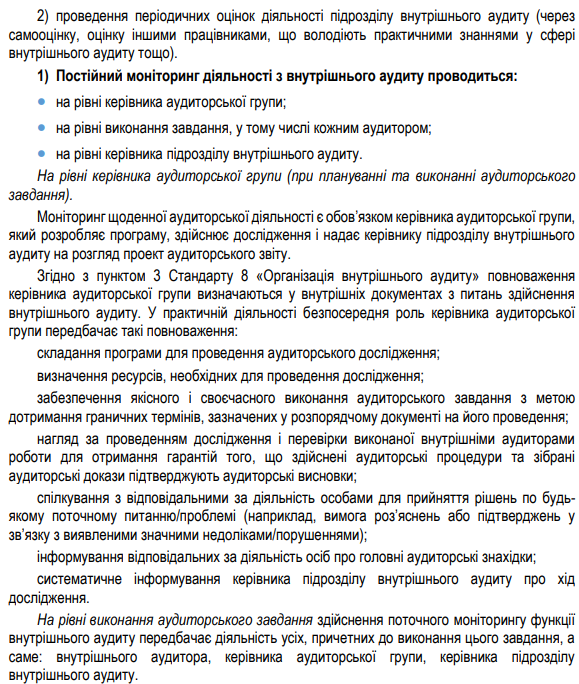 2) проведення періодичних оцінок діяльності підрозділу внутрішнього аудиту (через
самооцінку, оцінку іншими працівниками, що володіють практичними знаннями у сфері
внутрішнього аудиту тощо).
1) Постійний моніторинг діяльності з внутрішнього аудиту проводиться:
● на рівні керівника аудиторської групи;
● на рівні виконання завдання, у тому числі кожним аудитором;
● на рівні керівника підрозділу внутрішнього аудиту.
На рівні керівника аудиторської групи (при плануванні та виконанні аудиторського
завдання).
Моніторинг щоденної аудиторської діяльності є обов’язком керівника аудиторської групи,
який розробляє програму, здійснює дослідження і надає керівнику підрозділу внутрішнього
аудиту на розгляд проект аудиторського звіту.
Згідно з пунктом 3 Стандарту 8 «Організація внутрішнього аудиту» повноваження
керівника аудиторської групи визначаються у внутрішніх документах з питань здійснення
внутрішнього аудиту. У практичній діяльності безпосередня роль керівника аудиторської
групи передбачає такі повноваження:
складання програми для проведення аудиторського дослідження;
визначення ресурсів, необхідних для проведення дослідження;
забезпечення якісного і своєчасного виконання аудиторського завдання з метою
дотримання граничних термінів, зазначених у розпорядчому документі на його проведення;
нагляд за проведенням дослідження і перевірки виконаної внутрішніми аудиторами
роботи для отримання гарантій того, що здійснені аудиторські процедури та зібрані
аудиторські докази підтверджують аудиторські висновки;
спілкування з відповідальними за діяльність особами для прийняття рішень по будь-
якому поточному питанню/проблемі (наприклад, вимога роз’яснень або підтверджень у
зв’язку з виявленими значними недоліками/порушеннями);
інформування відповідальних за діяльність осіб про головні аудиторські знахідки;
систематичне інформування керівника підрозділу внутрішнього аудиту про хід
дослідження.
На рівні виконання аудиторського завдання здійснення поточного моніторингу функції
внутрішнього аудиту передбачає діяльність усіх, причетних до виконання цього завдання, а
саме: внутрішнього аудитора, керівника аудиторської групи, керівника підрозділу
внутрішнього аудиту.